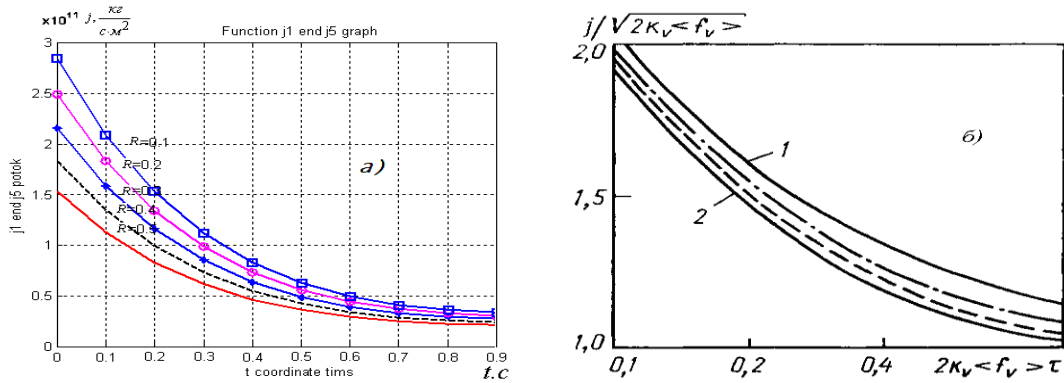 ×10¹¹ j, кг/с·м²
Function j1 end j5 graph
3
2.5
2
1.5
1
0.5
0
j1 end j5 potok
R=0.1
R=0.2
R=0.4
а)
0 0.1 0.2 0.3 0.4 0.5 0.6 0.7 0.8 0.9
t coordinate tims
t.c
j/√2κᵥ<fᵥ>
2,0
1,5
1,0
1
2
б)
0,1 0,2 0,4 2κᵥ<fᵥ>τ